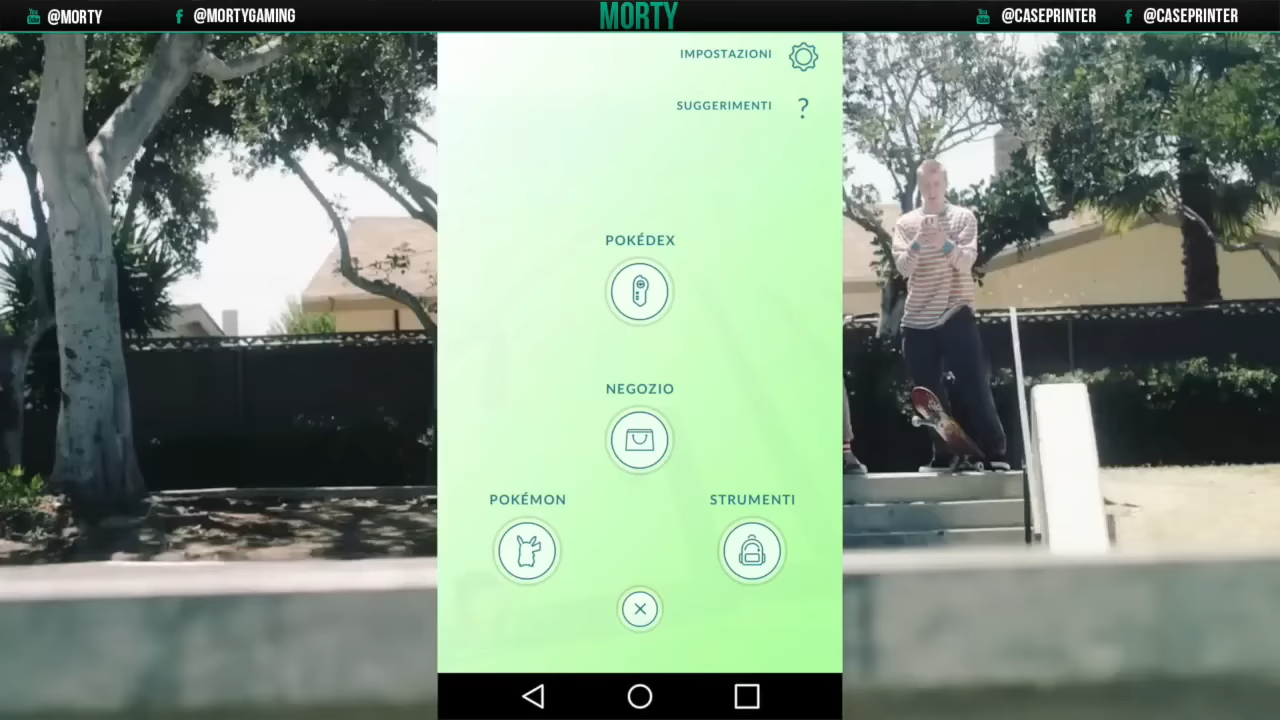 @MORTY
@MORTYGAMING
MORTY
@CASEPRINTER
@CASEPRINTER
IMPOSTAZIONI
SUGGERIMENTI
?
POKÉDEX
NEGOZIO
POKÉMON
STRUMENTI